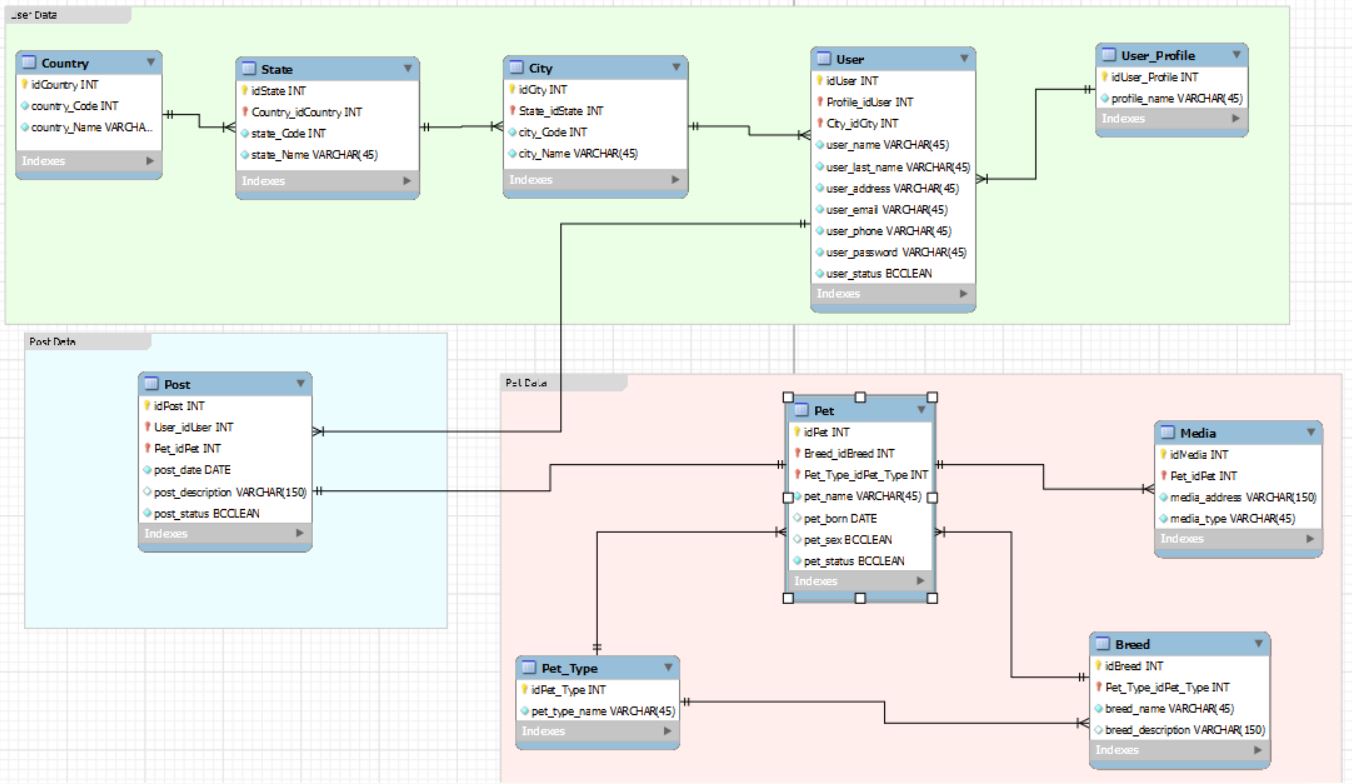 User Data
Country
idCountry INT
country_Code INT
country_Name VARCHA...
Indexes
State
idState INT
Country_idCountry INT
state_Code INT
state_Name VARCHAR(45)
Indexes
City
idCity INT
State_idState INT
city_Code INT
city_Name VARCHAR(45)
Indexes
User
idUser INT
Profile_idUser INT
City_idCity INT
user_name VARCHAR(45)
user_last_name VARCHAR(45)
user_address VARCHAR(45)
user_email VARCHAR(45)
user_phone VARCHAR(45)
user_password VARCHAR(45)
user_status BOOLEAN
Indexes
User_Profile
idUser_Profile INT
profile_name VARCHAR(45)
Indexes
Post Data
Post
idPost INT
User_idUser INT
Pet_idPet INT
post_date DATE
post_description VARCHAR(150)
post_status BOOLEAN
Indexes
Pet Data
Pet
idPet INT
Breed_idBreed INT
Pet_Type_idPet_Type INT
pet_name VARCHAR(45)
pet_born DATE
pet_sex BOOLEAN
pet_status BOOLEAN
Indexes
Media
idMedia INT
Pet_idPet INT
media_address VARCHAR(150)
media_type VARCHAR(45)
Indexes
Pet_Type
idPet_Type INT
pet_type_name VARCHAR(45)
Indexes
Breed
idBreed INT
Pet_Type_idPet_Type INT
breed_name VARCHAR(45)
breed_description VARCHAR(150)
Indexes